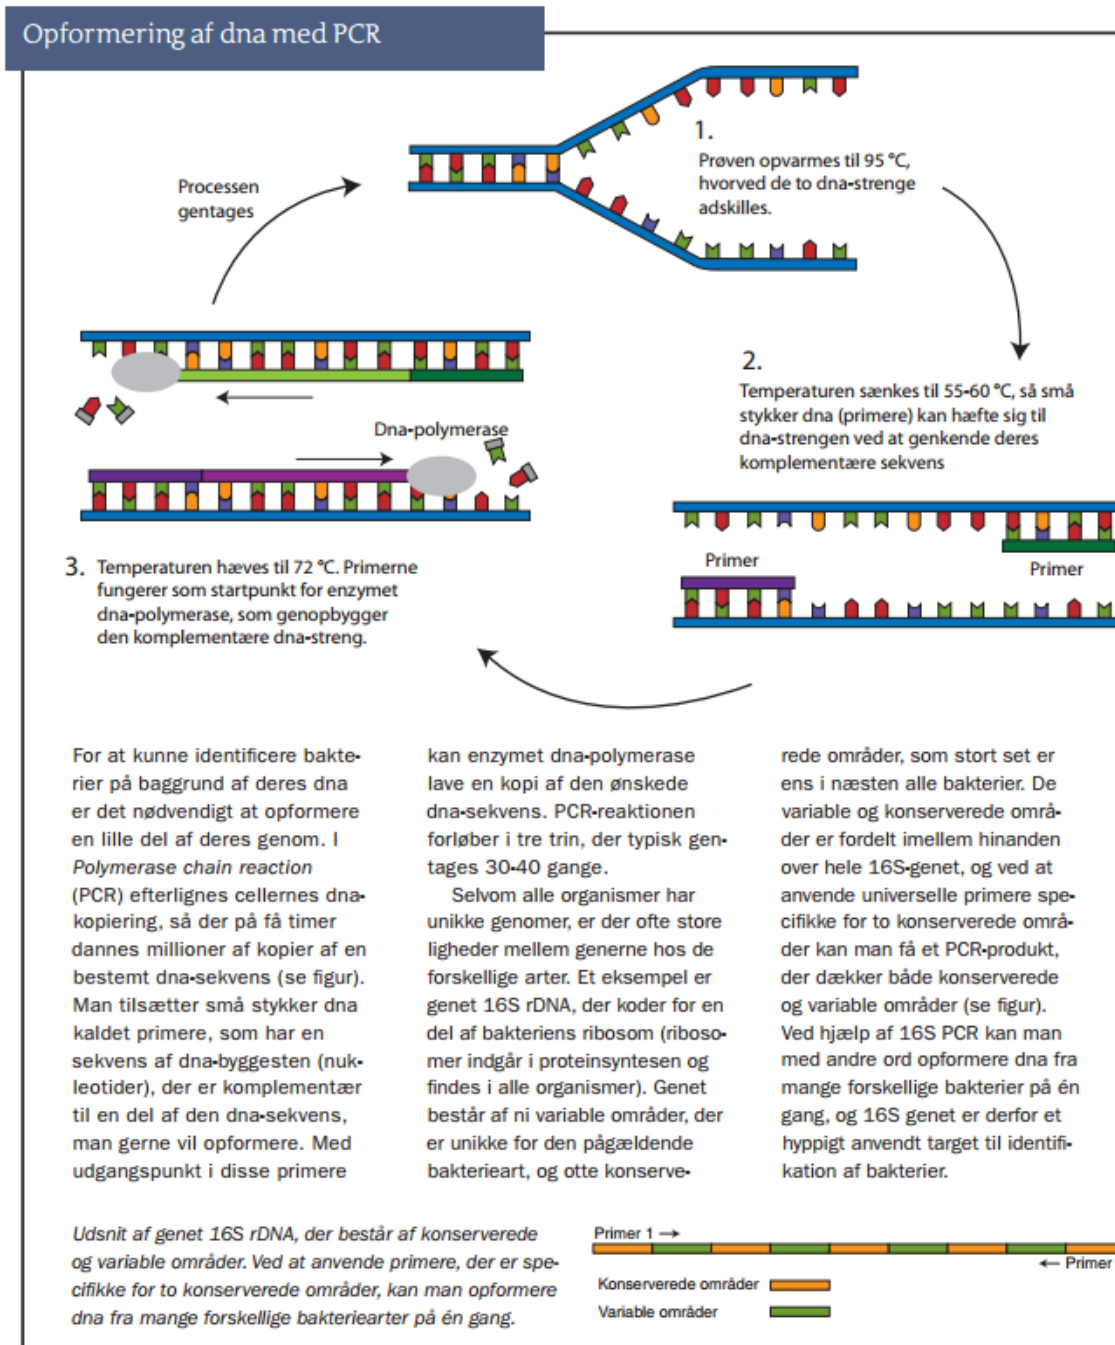 Opformering af dna med PCR
1.
Prøven opvarmes til 95 °C,
hvorved de to dna-strenge
adskilles.
Processen
gentages
2.
Temperaturen sænkes til 55-60 °C, så små
stykker dna (primere) kan hæfte sig til
dna-strengen ved at genkende deres
komplementære sekvens
Primer
Primer
Dna-polymerase
3. Temperaturen hæves til 72 °C. Primerne
fungerer som startpunkt for enzymet
dna-polymerase, som genopbygger
den komplementære dna-streng.
For at kunne identificere bakte-
rier på baggrund af deres dna
er det nødvendigt at opformere
en lille del af deres genom. I
Polymerase chain reaction
(PCR) efterlignes cellernes dna-
kopiering, så der på få timer
dannes millioner af kopier af en
bestemt dna-sekvens (se figur).
Man tilsætter små stykker dna
kaldet primere, som har en
sekvens af dna-byggesten (nuk-
leotider), der er komplementær
til en del af den dna-sekvens,
man gerne vil opformere. Med
udgangspunkt i disse primere
kan enzymet dna-polymerase
lave en kopi af den ønskede
dna-sekvens. PCR-reaktionen
forløber i tre trin, der typisk gen-
tages 30-40 gange.
Selvom alle organismer har
unikke genomer, er der ofte store
ligheder mellem generne hos de
forskellige arter. Et eksempel er
genet 16S rDNA, der koder for en
del af bakteriens ribosom (riboso-
mer indgår i proteinsyntesen og
findes i alle organismer). Genet
består af ni variable områder, der
er unikke for den pågældende
bakterieart, og otte konserve-
rede områder, som stort set er
ens i næsten alle bakterier. De
variable og konserverede områ-
der er fordelt imellem hinanden
over hele 16S-genet, og ved at
anvende universelle primere spe-
cifikke for to konserverede områ-
der kan man få et PCR-produkt,
der dækker både konserverede
og variable områder (se figur).
Ved hjælp af 16S PCR kan man
med andre ord opformere dna fra
mange forskellige bakterier på én
gang, og 16S genet er derfor et
hyppigt anvendt target til identifi-
kation af bakterier.
Udsnit af genet 16S rDNA, der består af konserverede
og variable områder. Ved at anvende primere, der er spe-
cifikke for to konserverede områder, kan man opformere
dna fra mange forskellige bakteriearter på én gang.
Primer 1
Primer
Konserverede områder
Variable områder